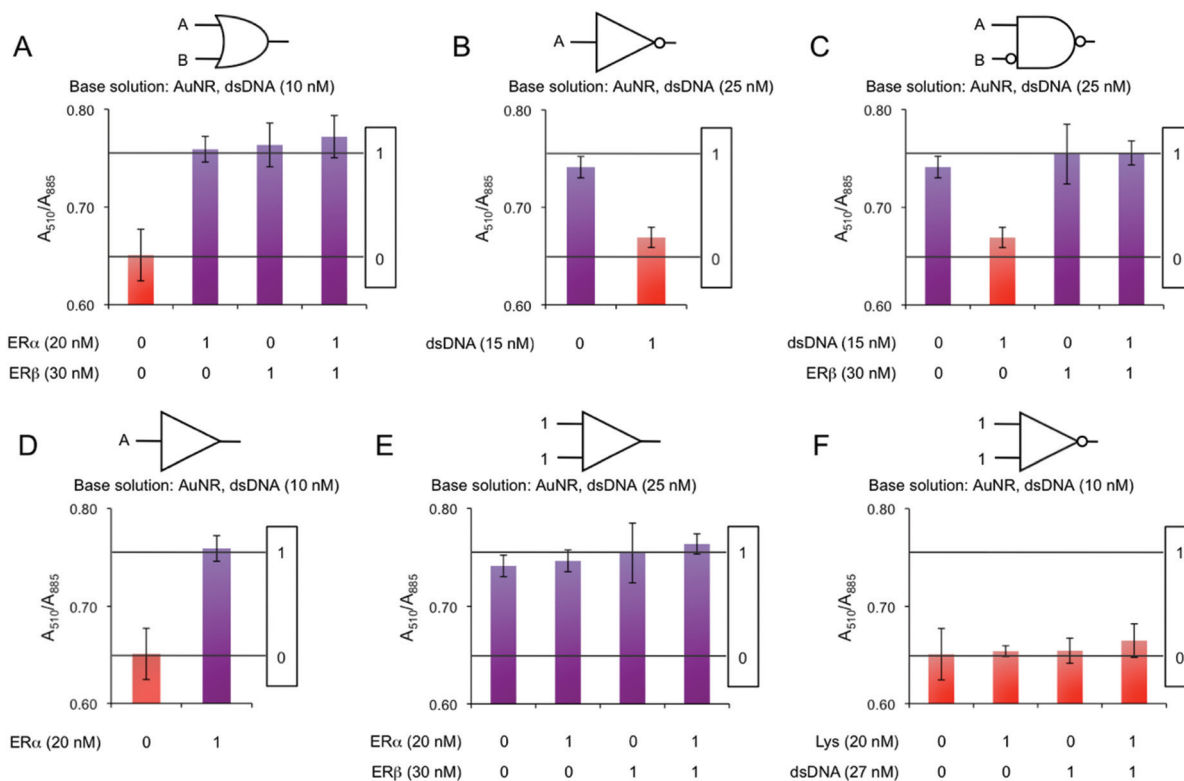 A
A
B
Base solution: AuNR, dsDNA (10 nM)
0.80
0.70
0.60
A510/A885
1
0
ERα (20 nM) 0 1 0 1
ERβ (30 nM) 0 0 1 1
B
A
Base solution: AuNR, dsDNA (25 nM)
0.80
0.70
0.60
A510/A885
1
0
dsDNA (15 nM) 0 1
C
A
B
Base solution: AuNR, dsDNA (25 nM)
0.80
0.70
0.60
A510/A885
1
0
dsDNA (15 nM) 0 1 0 1
ERβ (30 nM) 0 0 1 1
D
A
Base solution: AuNR, dsDNA (10 nM)
0.80
0.70
0.60
A510/A885
1
0
ERα (20 nM) 0 1
E
1
1
Base solution: AuNR, dsDNA (25 nM)
0.80
0.70
0.60
A510/A885
1
0
ERα (20 nM) 0 1 0 1
ERβ (30 nM) 0 0 1 1
F
1
1
Base solution: AuNR, dsDNA (10 nM)
0.80
0.70
0.60
A510/A885
1
0
Lys (20 nM) 0 1 0 1
dsDNA (27 nM) 0 0 1 1